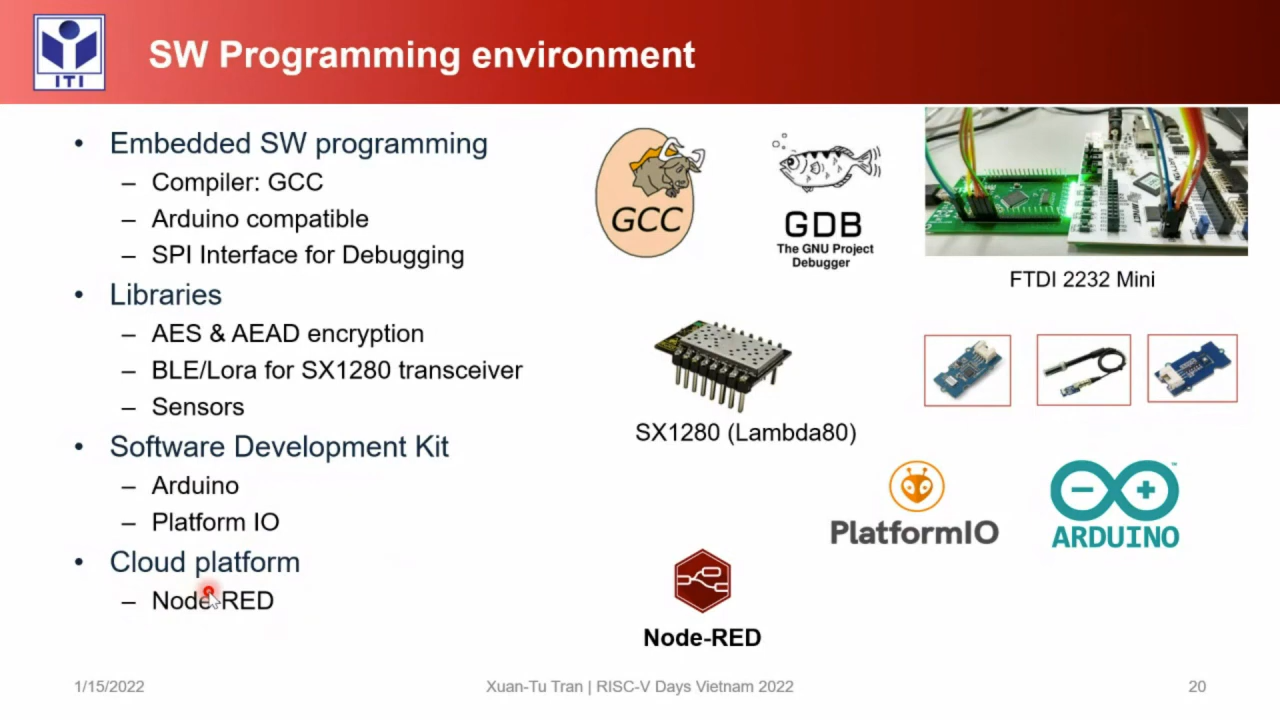 ITI
SW Programming environment
• Embedded SW programming
– Compiler: GCC
– Arduino compatible
– SPI Interface for Debugging
• Libraries
– AES & AEAD encryption
– BLE/Lora for SX1280 transceiver
– Sensors
• Software Development Kit
– Arduino
– Platform IO
• Cloud platform
– Node-RED
GCC
GDB
The GNU Project
Debugger
FTDI 2232 Mini
SX1280 (Lambda80)
PlatformIO
ARDUINO
Node-RED
1/15/2022
Xuan-Tu Tran | RISC-V Days Vietnam 2022
20